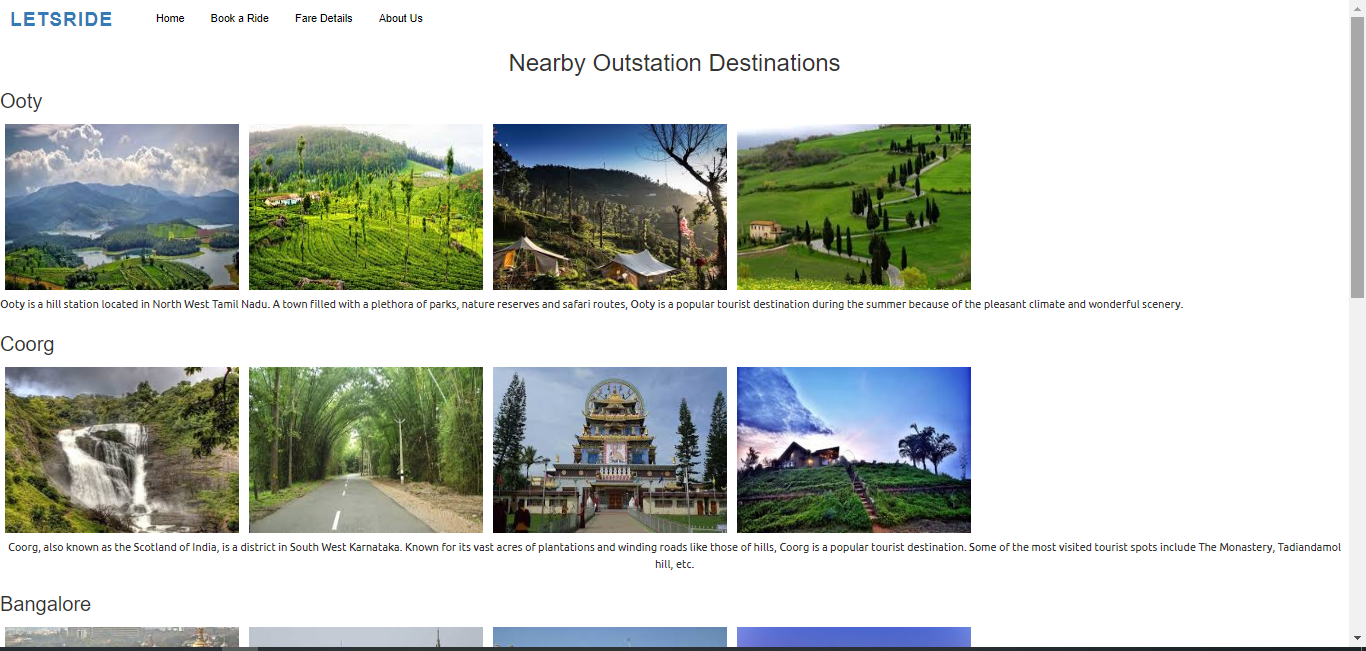 LETSRIDE Home Book a Ride Fare Details About Us
Nearby Outstation Destinations
Ooty
Ooty is a hill station located in North West Tamil Nadu. A town filled with a plethora of parks, nature reserves and safari routes, Ooty is a popular tourist destination during the summer because of the pleasant climate and wonderful scenery.
Coorg
Coorg, also known as the Scotland of India, is a district in South West Karnataka. Known for its vast acres of plantations and winding roads like those of hills, Coorg is a popular tourist destination. Some of the most visited tourist spots include The Monastery, Tadiandamol
hill, etc.
Bangalore